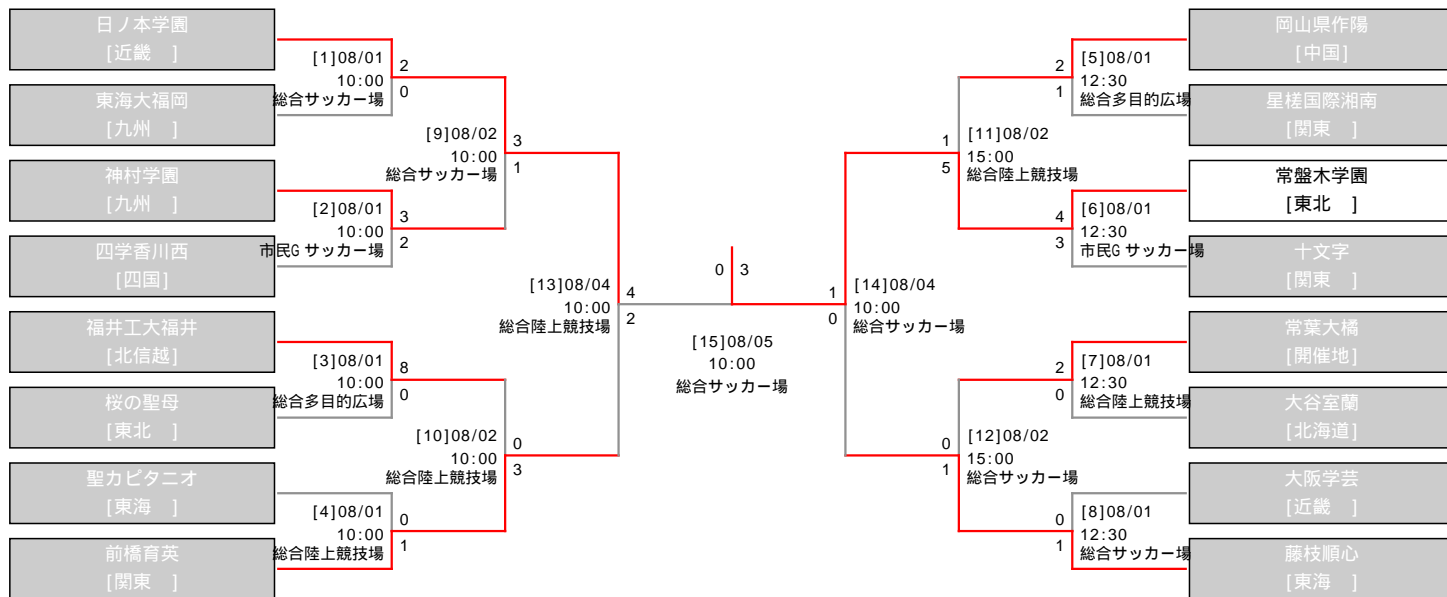 日ノ本学園
[近畿　]
東海大福岡
[九州　]
神村学園
[九州　]
四学香川西
[四国]
福井工大福井
[北信越]
桜の聖母
[東北　]
聖カピタニオ
[東海　]
前橋育英
[関東　]
[1]08/01
10:00
総合サッカー場
2
0
[2]08/01
10:00
市民G サッカー場
3
2
[3]08/01
10:00
総合多目的広場
8
0
[4]08/01
10:00
総合陸上競技場
0
1
[9]08/02
10:00
総合サッカー場
3
1
[10]08/02
10:00
総合陸上競技場
0
3
[13]08/04
10:00
総合陸上競技場
4
2
0 3
[15]08/05
10:00
総合サッカー場
1
0
[14]08/04
10:00
総合サッカー場
1
5
[11]08/02
15:00
総合陸上競技場
0
1
[12]08/02
15:00
総合サッカー場
2
1
[5]08/01
12:30
総合多目的広場
4
3
[6]08/01
12:30
市民G サッカー場
2
0
[7]08/01
12:30
総合陸上競技場
0
1
[8]08/01
12:30
総合サッカー場
岡山県作陽
[中国]
星槎国際湘南
[関東　]
常盤木学園
[東北　]
十文字
[関東　]
常葉大橘
[開催地]
大谷室蘭
[北海道]
大阪学芸
[近畿　]
藤枝順心
[東海　]